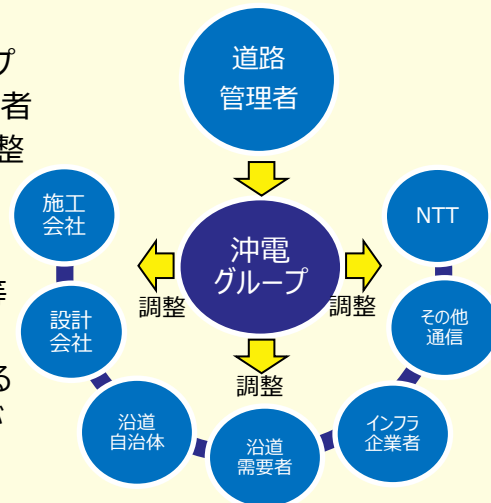 プ
者
整
等
る
が
道路
管理者
沖電
グループ
調整
調整
調整
施工
会社
設計
会社
沿道
自治体
沿道
需要者
インフラ
企業者
その他
通信
NTT